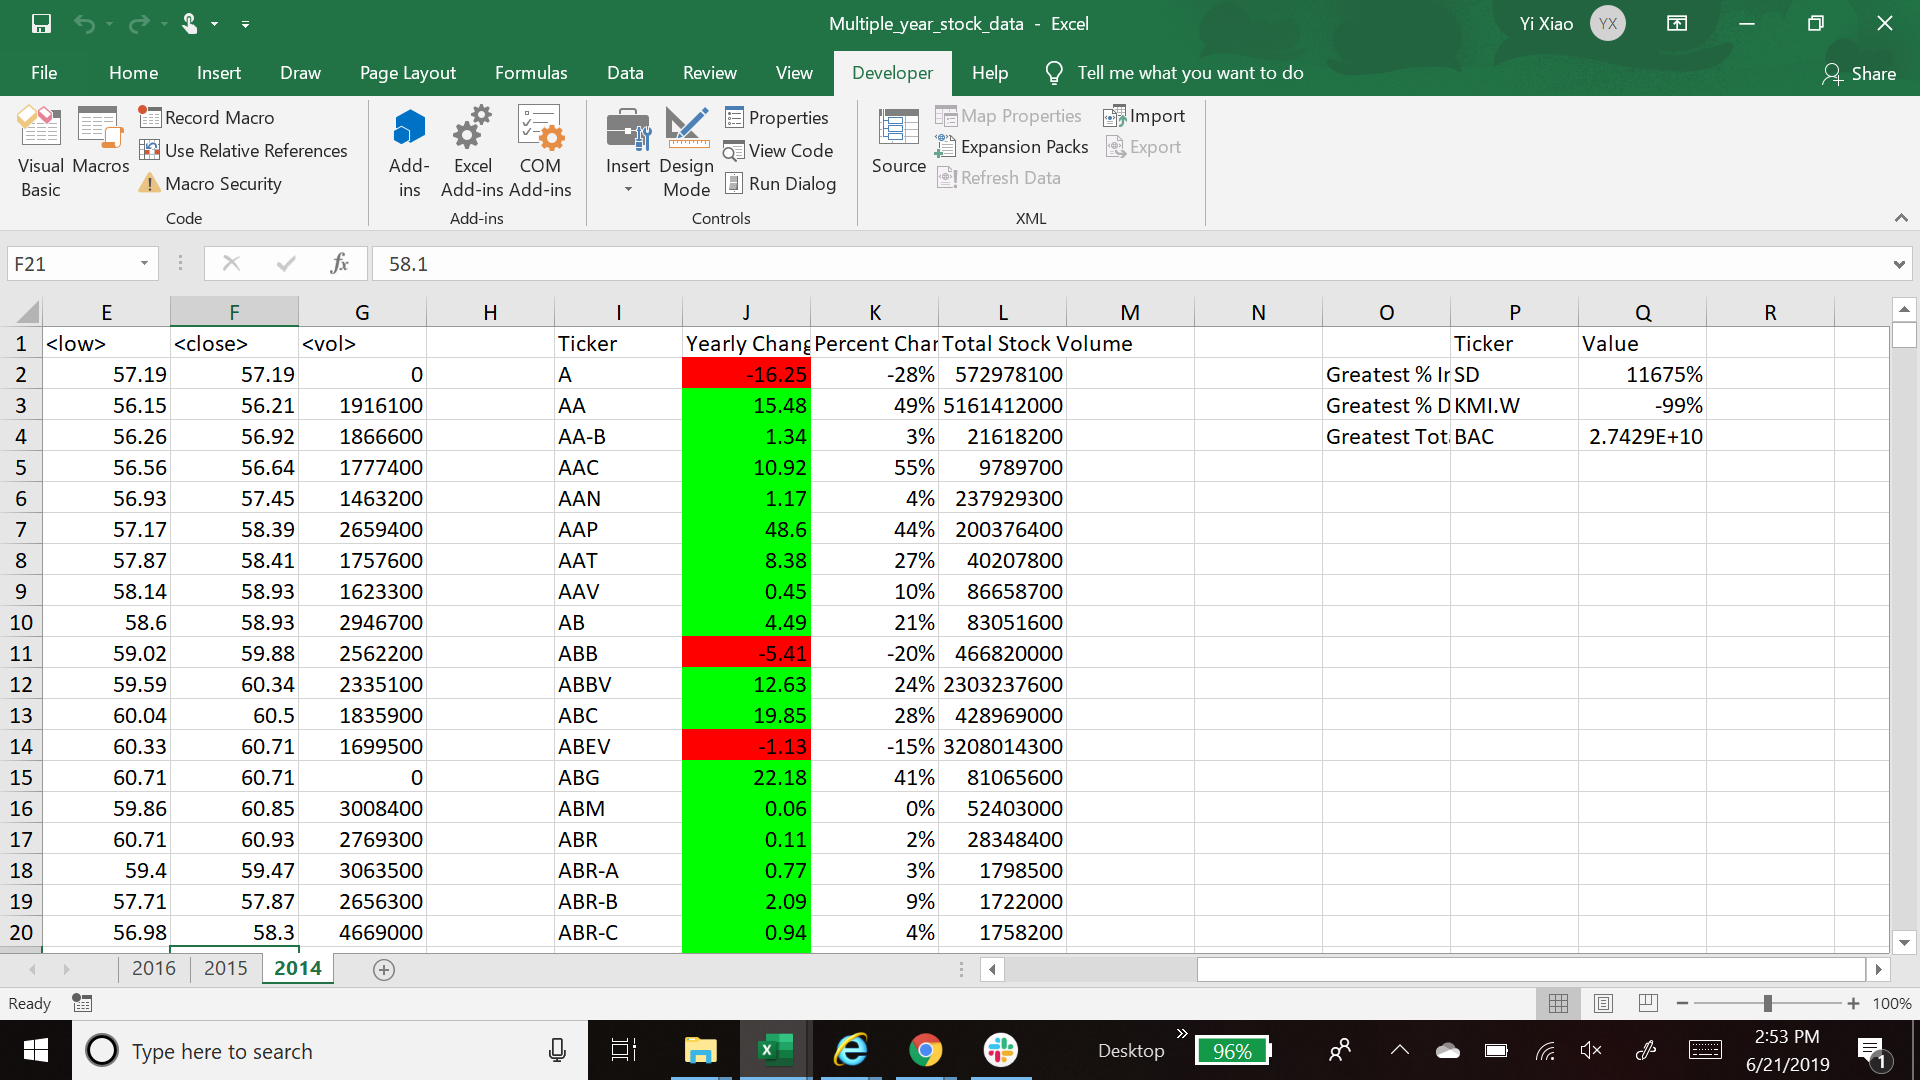 Multiple_year_stock_data - Excel
Yi Xiao YX
File Home Insert Draw Page Layout Formulas Data Review View Developer Help Tell me what you want to do Share
Visual Basic
Macros
Record Macro
Use Relative References
Macro Security
Code
Add-ins
Excel Add-ins
COM Add-ins
Add-ins
Insert
Design Mode
Properties
View Code
Run Dialog
Controls
Source
Map Properties
Expansion Packs
Refresh Data
Import
Export
XML
F21 fx 58.1
E F G H I J K L M N O P Q R
1 <low> <close> <vol> Ticker Yearly Chang Percent Char Total Stock Volume Ticker Value
2 57.19 57.19 0 A -16.25 -28% 572978100 Greatest % In SD 11675%
3 56.15 56.21 1916100 AA 15.48 49% 5161412000 Greatest % D KMI.W -99%
4 56.26 56.92 1866600 AA-B 1.34 3% 21618200 Greatest Tot BAC 2.7429E+10
5 56.56 56.64 1777400 AAC 10.92 55% 9789700
6 56.93 57.45 1463200 AAN 1.17 4% 237929300
7 57.17 58.39 2659400 AAP 48.6 44% 200376400
8 57.87 58.41 1757600 AAT 8.38 27% 40207800
9 58.14 58.93 1623300 AAV 0.45 10% 86658700
10 58.6 58.93 2946700 AB 4.49 21% 83051600
11 59.02 59.88 2562200 ABB -5.41 -20% 466820000
12 59.59 60.34 2335100 ABBV 12.63 24% 2303237600
13 60.04 60.5 1835900 ABC 19.85 28% 428969000
14 60.33 60.71 1699500 ABEV -1.13 -15% 3208014300
15 60.71 60.71 0 ABG 22.18 41% 81065600
16 59.86 60.85 3008400 ABM 0.06 0% 52403000
17 60.71 60.93 2769300 ABR 0.11 2% 28348400
18 59.4 59.47 3063500 ABR-A 0.77 3% 1798500
19 57.71 57.87 2656300 ABR-B 2.09 9% 1722000
20 56.98 58.3 4669000 ABR-C 0.94 4% 1758200
2016 2015 2014
Ready 100%
Type here to search
Desktop » 96%
2:53 PM
6/21/2019
1